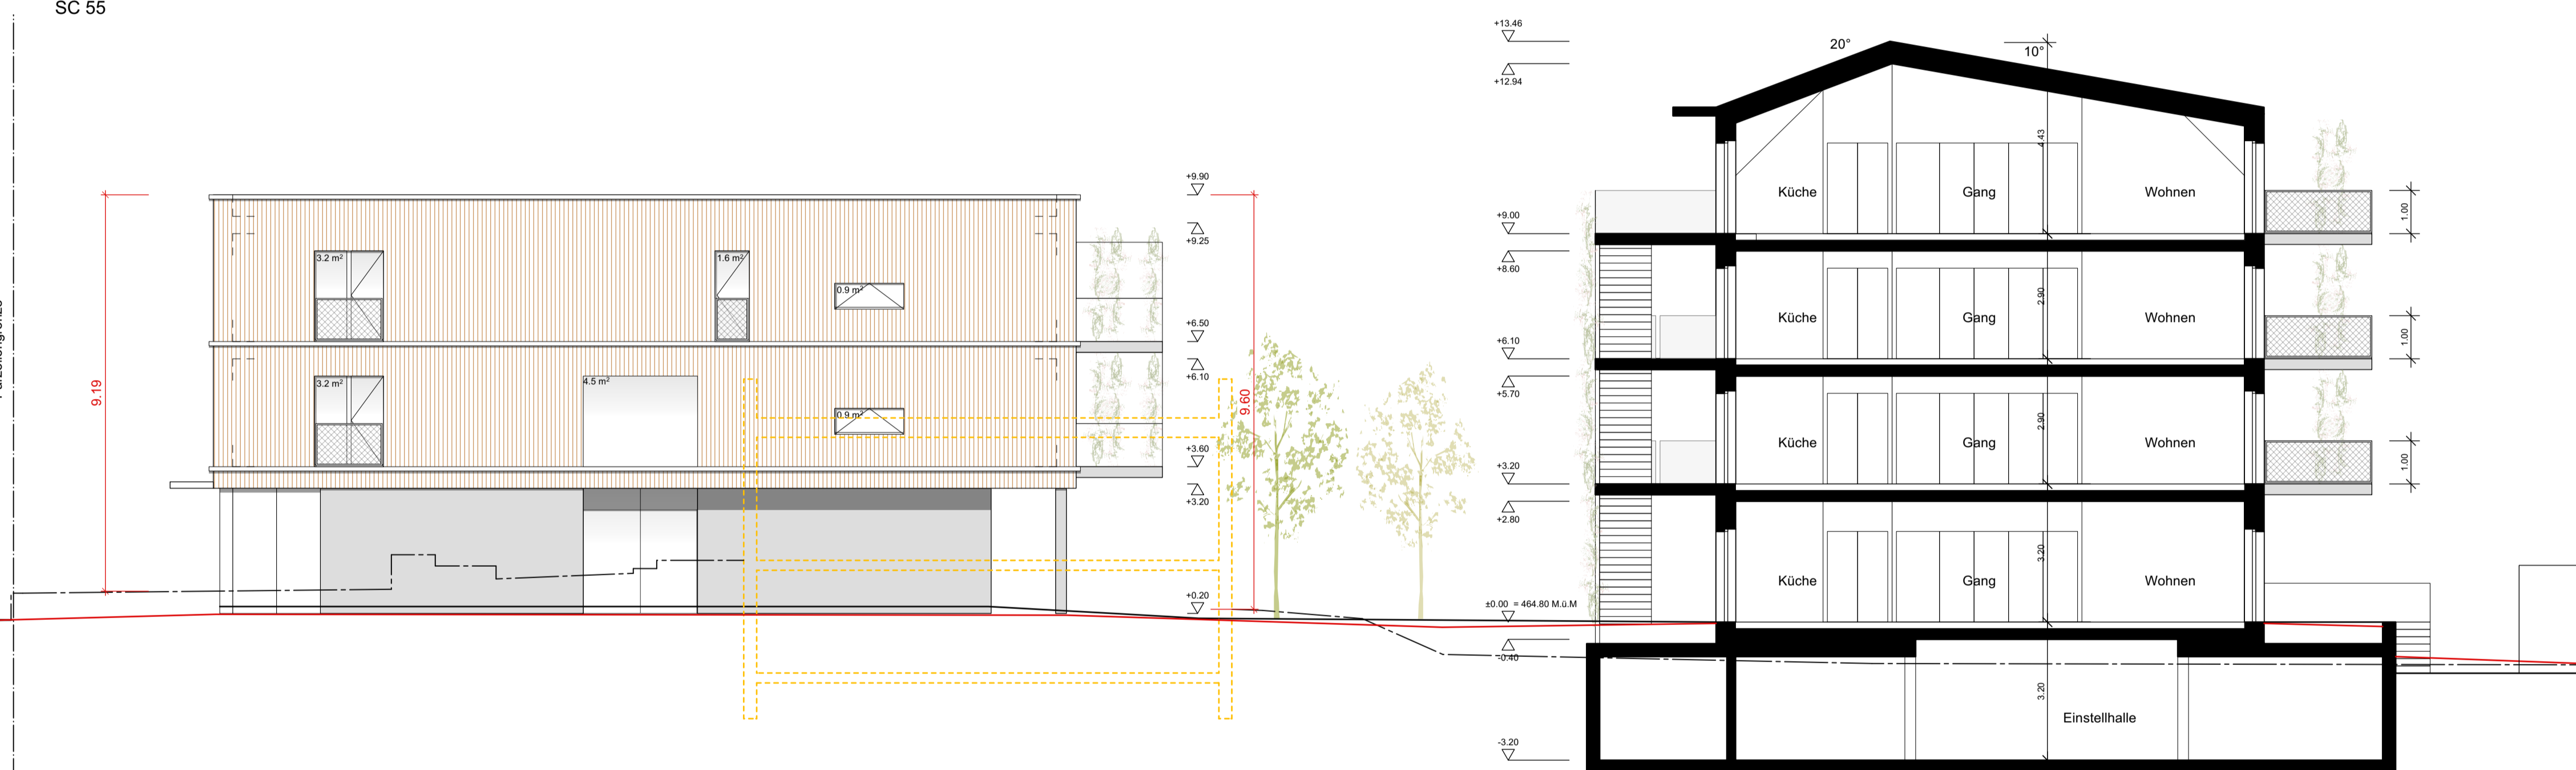 SC 55
9.19
3.2 m²
1.6 m²
0.9 m²
3.2 m²
4.5 m²
0.9 m²
+9.90
+9.25
+6.50
+6.10
+3.60
+3.20
+0.20
9.60
+13.46
+12.94
+9.00
+8.60
+6.10
+5.70
+3.20
+2.80
±0.00 = 464.80 M.ü.M
-0.40
-3.20
20°
10°
4.43
Küche
Gang
Wohnen
1.00
2.90
Küche
Gang
Wohnen
1.00
2.90
Küche
Gang
Wohnen
1.00
3.20
Küche
Gang
Wohnen
3.20
Einstellhalle